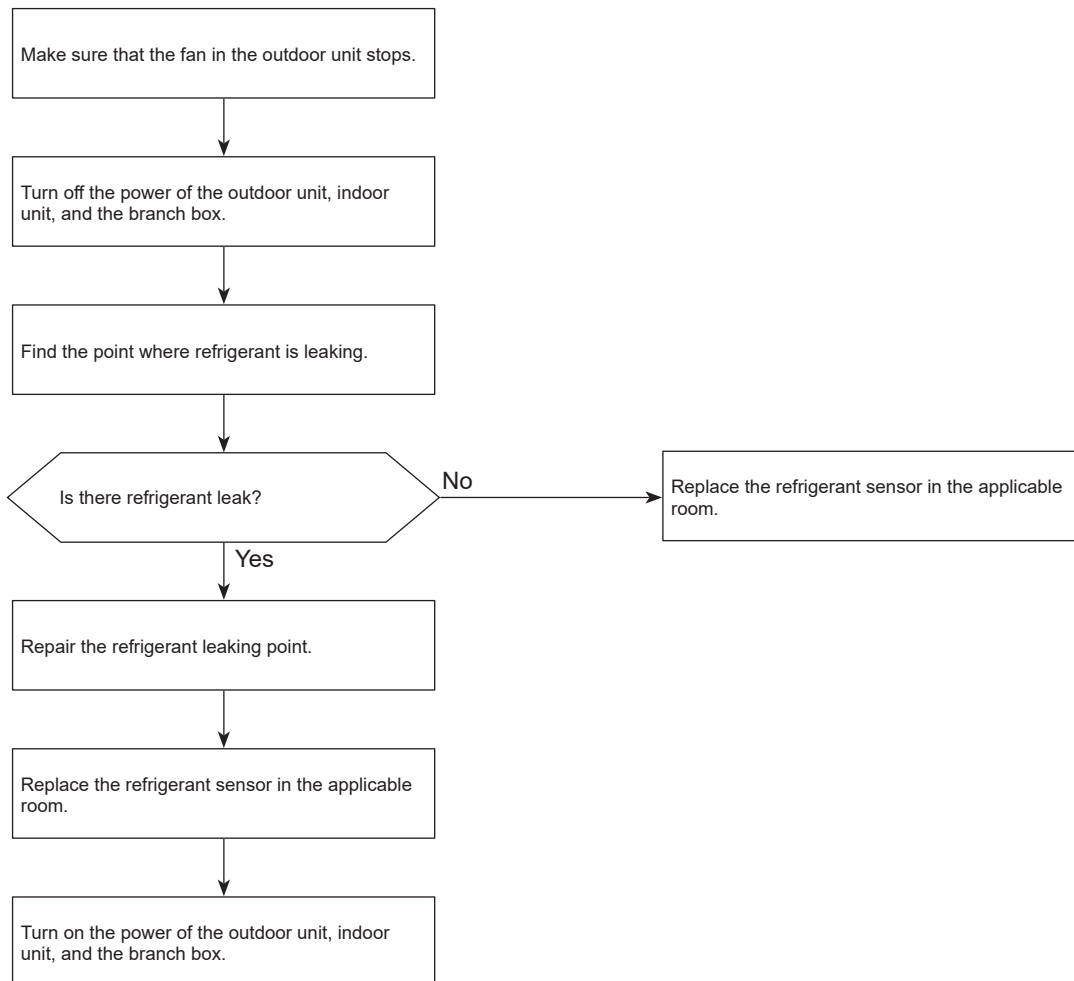 Make sure that the fan in the outdoor unit stops.
Turn off the power of the outdoor unit, indoor
unit, and the branch box.
Find the point where refrigerant is leaking.
Is there refrigerant leak?
No
Replace the refrigerant sensor in the applicable
room.
Yes
Repair the refrigerant leaking point.
Replace the refrigerant sensor in the applicable
room.
Turn on the power of the outdoor unit, indoor
unit, and the branch box.